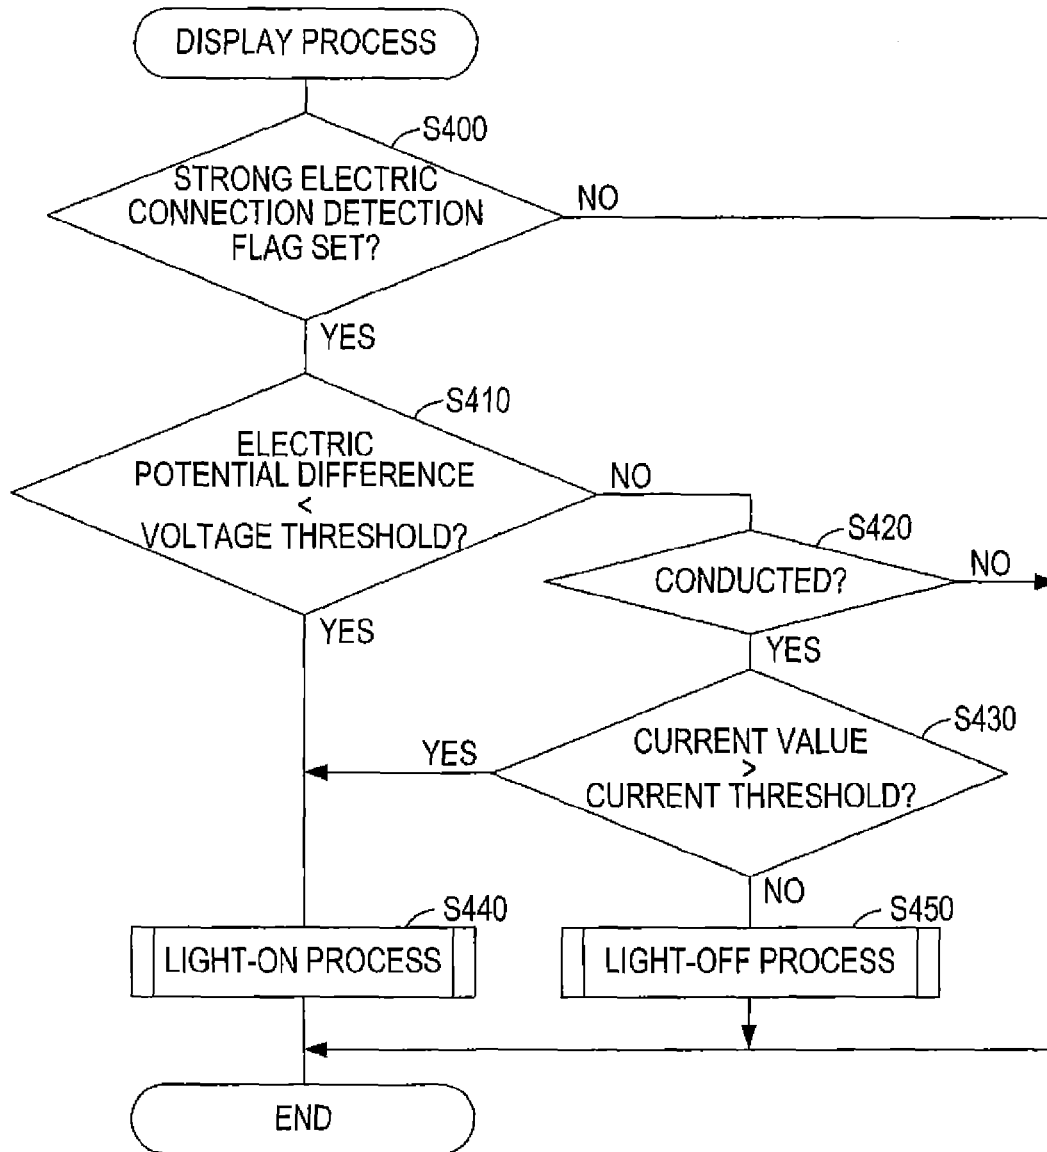 DISPLAY PROCESS
S400
STRONG ELECTRIC
CONNECTION DETECTION
FLAG SET?
NO
YES
S410
ELECTRIC
POTENTIAL DIFFERENCE
<
VOLTAGE THRESHOLD?
NO
YES
S420
CONDUCTED?
NO
YES
S430
CURRENT VALUE
>
CURRENT THRESHOLD?
YES
NO
S440
LIGHT-ON PROCESS
S450
LIGHT-OFF PROCESS
END